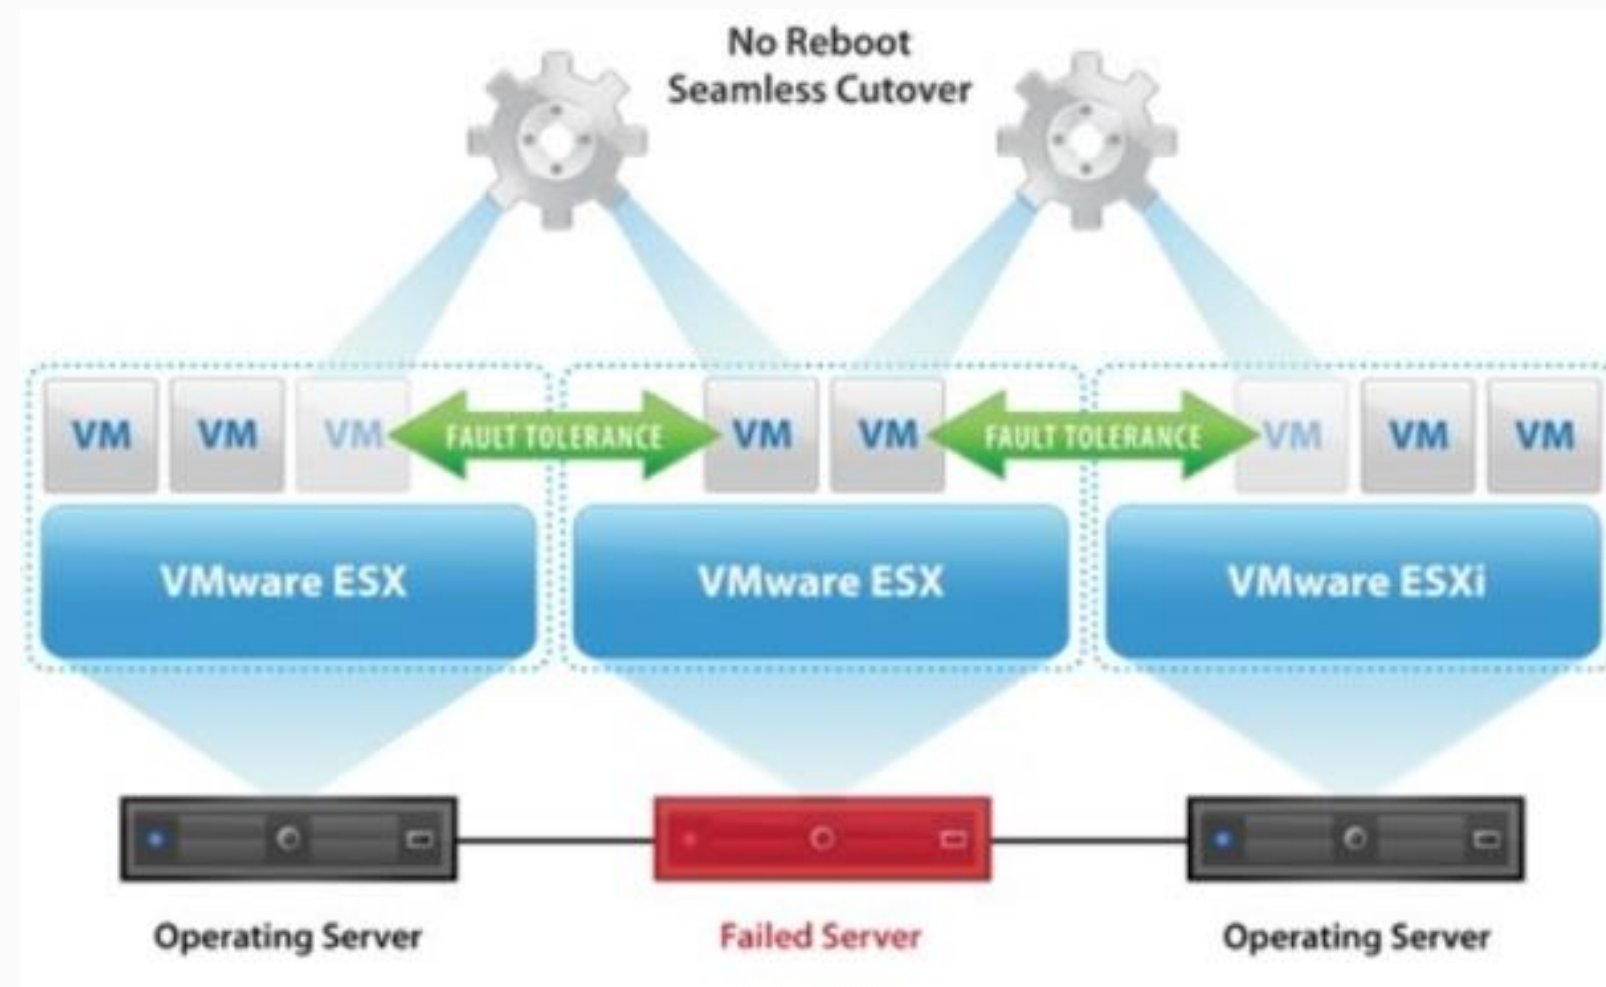 No Reboot
Seamless Cutover
VM VM VM FAULT TOLERANCE VM VM FAULT TOLERANCE VM VM VM
VMware ESX VMware ESX VMware ESXi
Operating Server Failed Server Operating Server